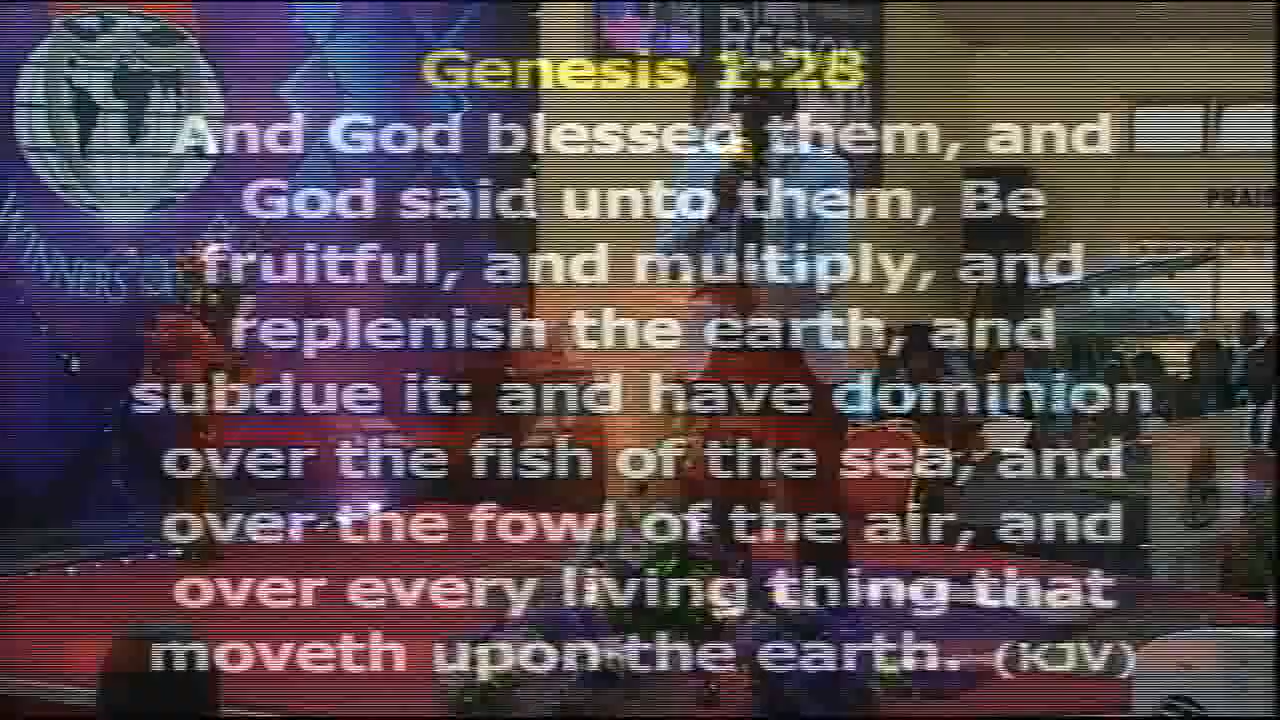 Genesis 1:28
And God blessed them, and
God said unto them, Be
fruitful, and multiply, and
replenish the earth, and
subdue it: and have dominion
over the fish of the sea, and
over the fowl of the air, and
over every living thing that
moveth upon the earth. (KJV)
WINNERS
PRAIS